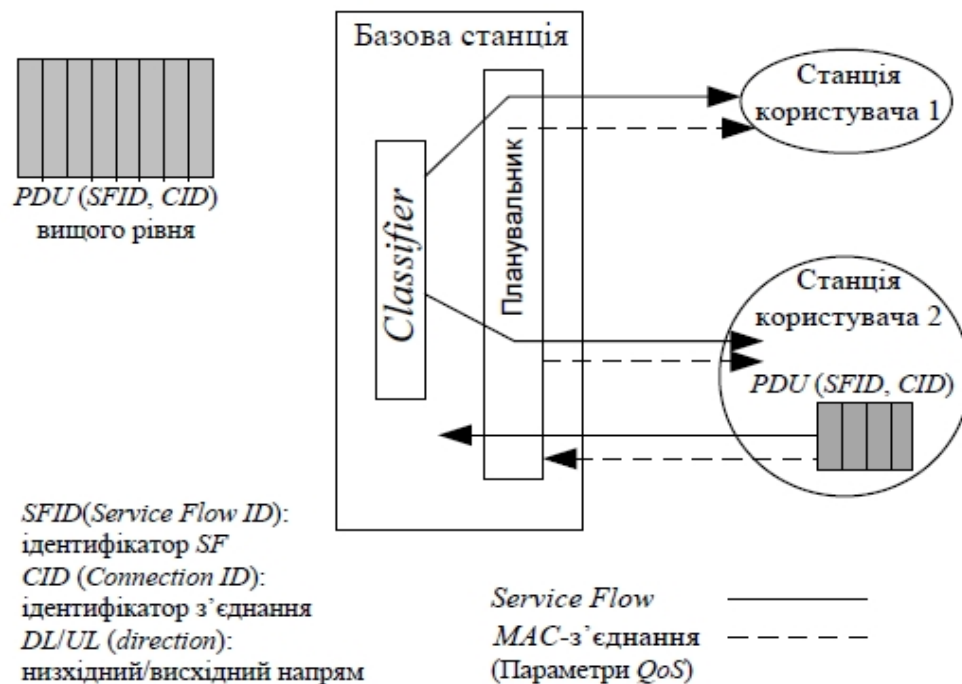 Базова станція
Станція
користувача 1
PDU (SFID, CID)
вищого рівня
Classifier
Планувальник
Станція
користувача 2
PDU (SFID, CID)
SFID(Service Flow ID):
ідентифікатор SF
CID (Connection ID):
ідентифікатор з’єднання
DL/UL (direction):
низхідний/висхідний напрям
Service Flow
MAC-з’єднання
(Параметри QoS)